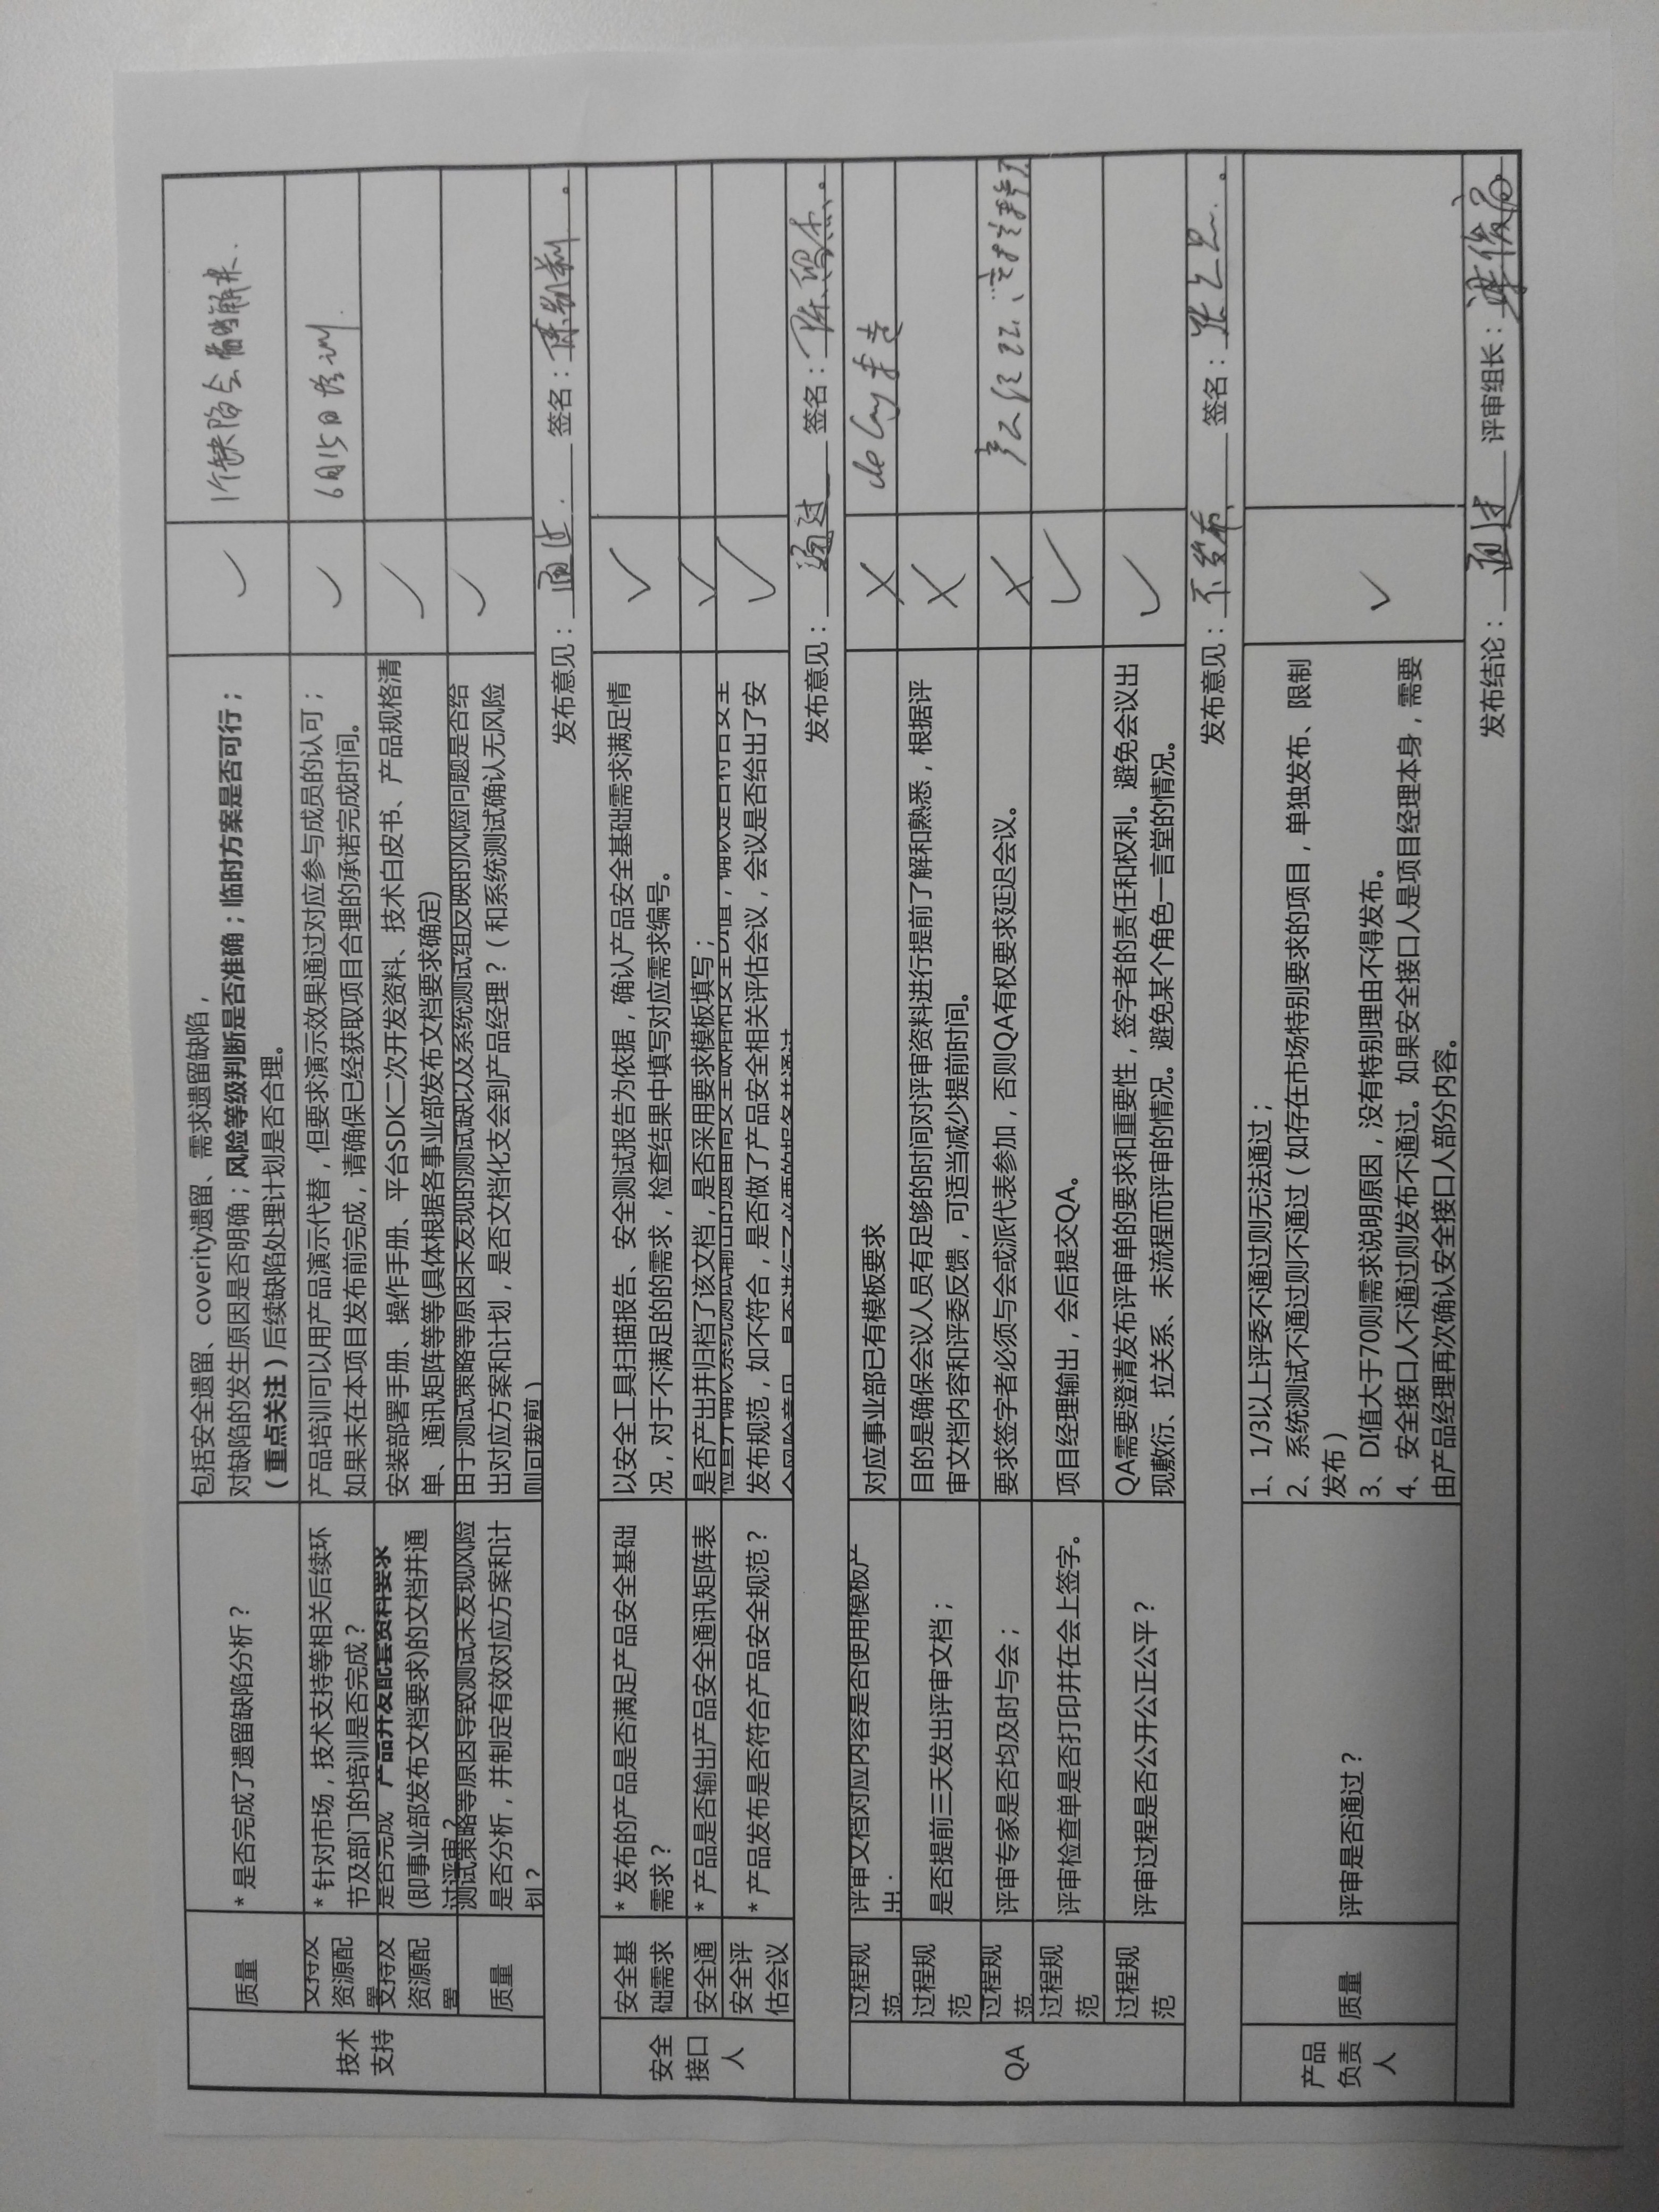 技术
支持
质量
* 是否完成了遗留缺陷分析？
包括安全遗留、coverity遗留、需求遗留缺陷，
对缺陷的发生原因是否明确；风险等级判断是否准确；临时方案是否可行；
（重点关注）后续缺陷处理计划是否合理。
✓
1个缺陷会
支持及
资源配
置
* 针对市场，技术支持等相关后续环
节及部门的培训是否完成？
产品培训可以用产品演示代替，但要求演示效果通过对应参与成员的认可；
如果未在本项目发布前完成，请确保已经获取项目合理的承诺完成时间。
✓
6月15日培训.
支持及
资源配
置
是否完成 产品开发配套资料要求
(即事业部发布文档要求)的文档并通
过评审？
安装部署手册、操作手册、平台SDK二次开发资料、技术白皮书、产品规格清
单、通讯矩阵等等(具体根据各事业部发布文档要求确定)
✓
质量
测试策略等原因导致测试未发现风险
是否分析，并制定有效对应方案和计
划？
由于测试策略等原因未发现的测试缺以及系统测试组反映的风险问题是否给
出对应方案和计划，是否文档化支会到产品经理？（和系统测试确认无风险
则可裁剪）
✓
发布意见：通过. 签名： 。
安全
接口
人
安全基
础需求
* 发布的产品是否满足产品安全基础
需求？
以安全工具扫描报告、安全测试报告为依据，确认产品安全基础需求满足情
况，对于不满足的的需求，检查结果中填写对应需求编号。
✓
安全通
* 产品是否输出产品安全通讯矩阵表
是否产出并归档了该文档，是否采用要求模板填写；
✓
安全评
估会议
* 产品发布是否符合产品安全规范？
发布规范，如不符合，是否做了产品安全相关评估会议，会议是否给出了安
✓
发布意见：通过 签名： 。
QA
过程规
范
评审文档对应内容是否使用模板产
出；
对应事业部已有模板要求
✗
过程规
范
是否提前三天发出评审文档；
目的是确保会议人员有足够的时间对评审资料进行提前了解和熟悉，根据评
审文档内容和评委反馈，可适当减少提前时间。
✗
过程规
范
评审专家是否均及时与会；
要求签字者必须与会或派代表参加，否则QA有权要求延迟会议。
✗
过程规
范
评审检查单是否打印并在会上签字。
项目经理输出，会后提交QA。
✓
过程规
范
评审过程是否公开公正公平？
QA需要澄清发布评审单的要求和重要性，签字者的责任和权利。避免会议出
现敷衍、拉关系、未流程而评审的情况。避免某个角色一言堂的情况。
✓
发布意见：不发布 签名： 。
产品
负责
人
质量
评审是否通过？
1、1/3以上评委不通过则无法通过；
2、系统测试不通过则不通过（如存在市场特别要求的项目，单独发布、限制
发布）
3、DI值大于70则需求说明原因，没有特别理由不得发布。
4、安全接口人不通过则发布不通过。如果安全接口人是项目经理本身，需要
由产品经理再次确认安全接口人部分内容。
✓
发布结论：通过 评审组长： 。